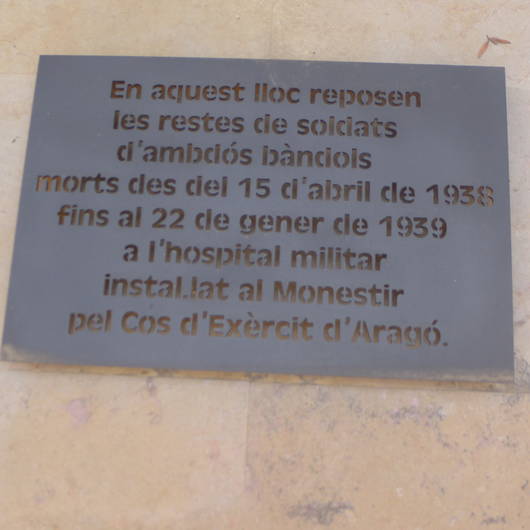 En aquest lloc reposen
les restes de soldats
d'ambdós bàndols
morts des del 15 d'abril de 1938
fins al 22 de gener de 1939
a l'hospital militar
instal.lat al Monestir
pel Cos d'Exèrcit d'Aragó.